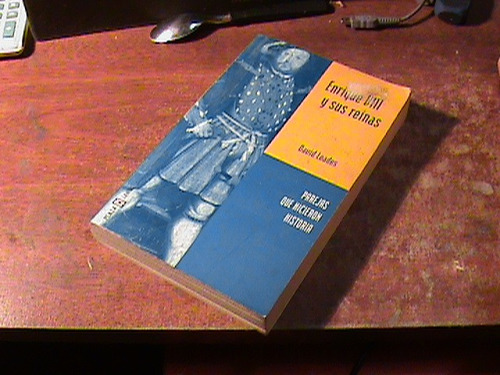 Enrique VIII
y sus reinas
David Loades
PAREJAS
QUE HICIERON
HISTORIA